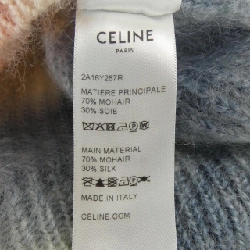 CELINE
PARIS
2A16Y257R
MATIERE PRINCIPALE
70% MOHAIR
30% SOIE
MAIN MATERIAL
70% MOHAIR
30% SILK
MADE IN ITALY
CELINE.COM